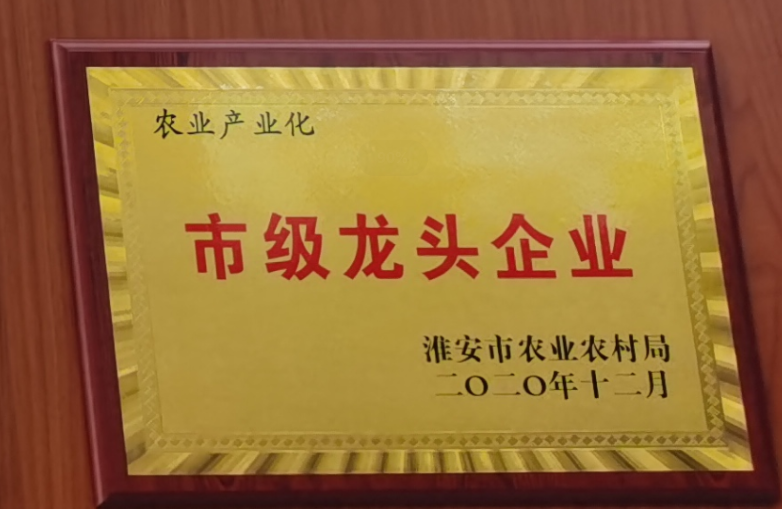 农业产业化
市级龙头企业
淮安市农业农村局
二〇二〇年十二月